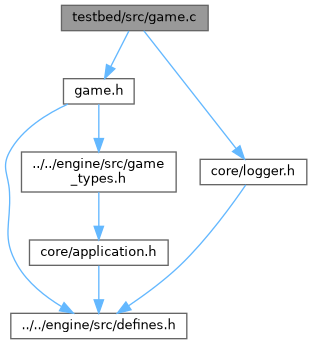 testbed/src/game.c
game.h
../../engine/src/game
_types.h
core/logger.h
core/application.h
../../engine/src/defines.h